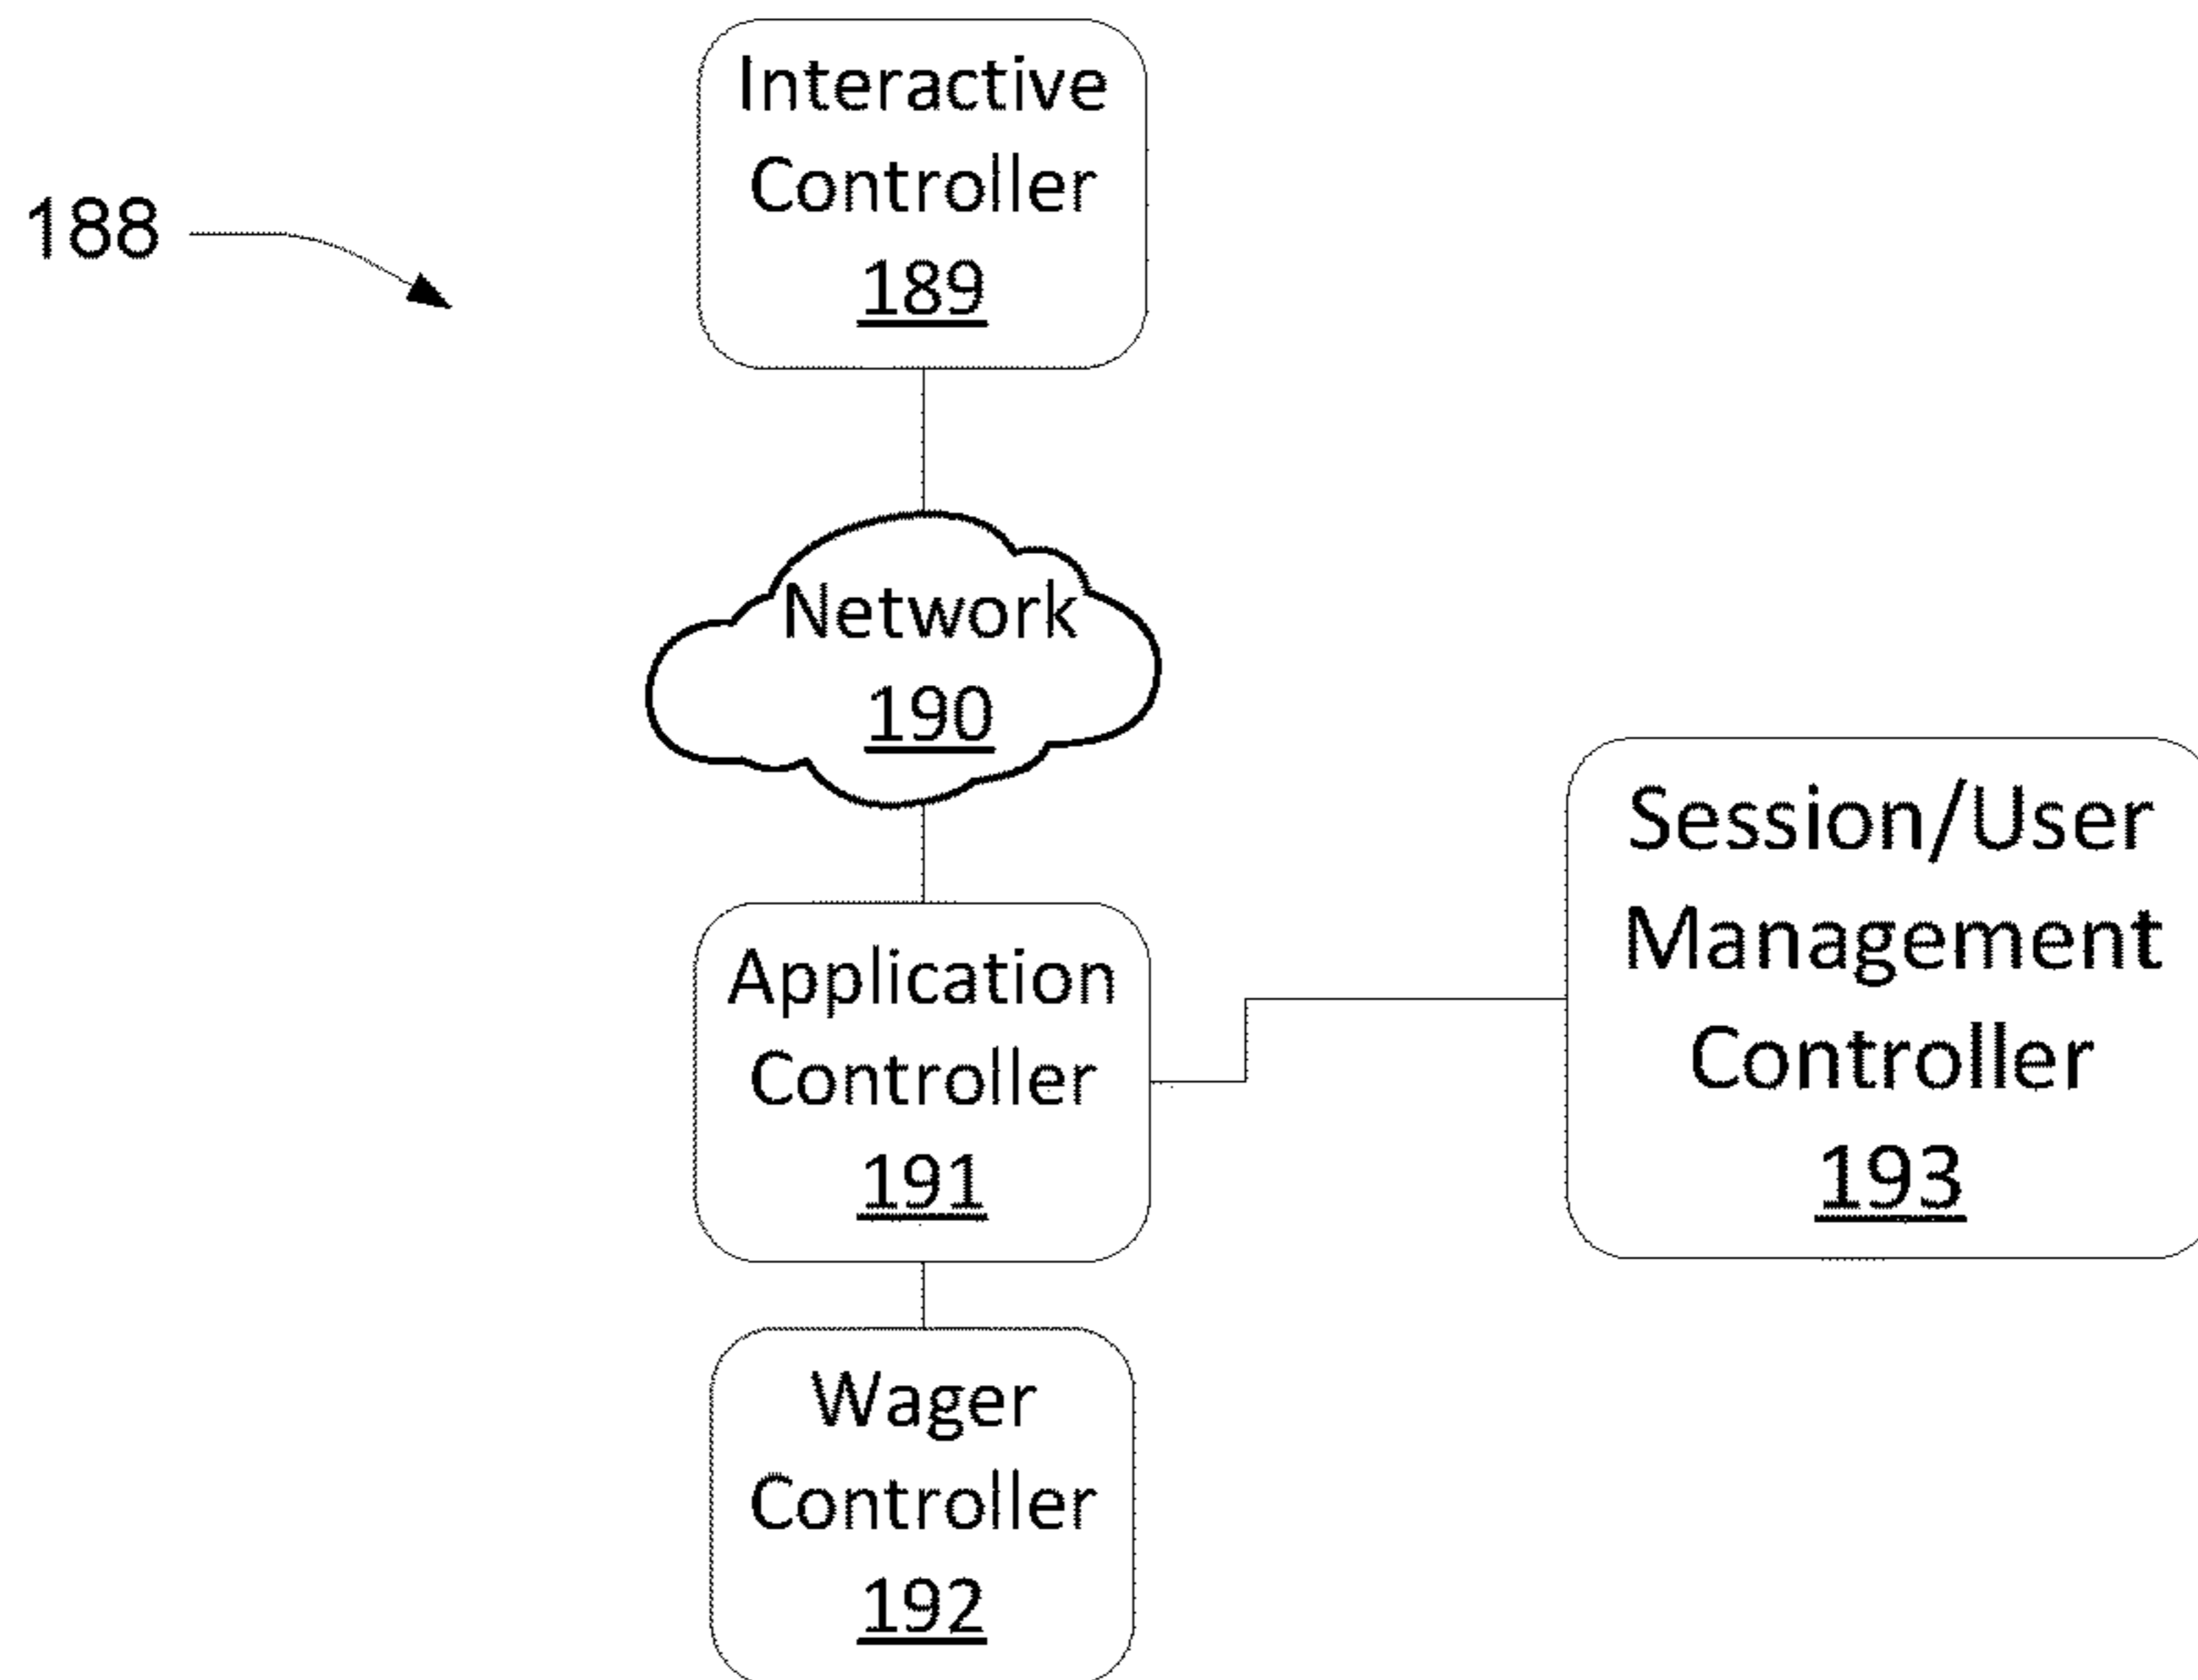 188
Interactive
Controller
189
Network
190
Application
Controller
191
Session/User
Management
Controller
193
Wager
Controller
192